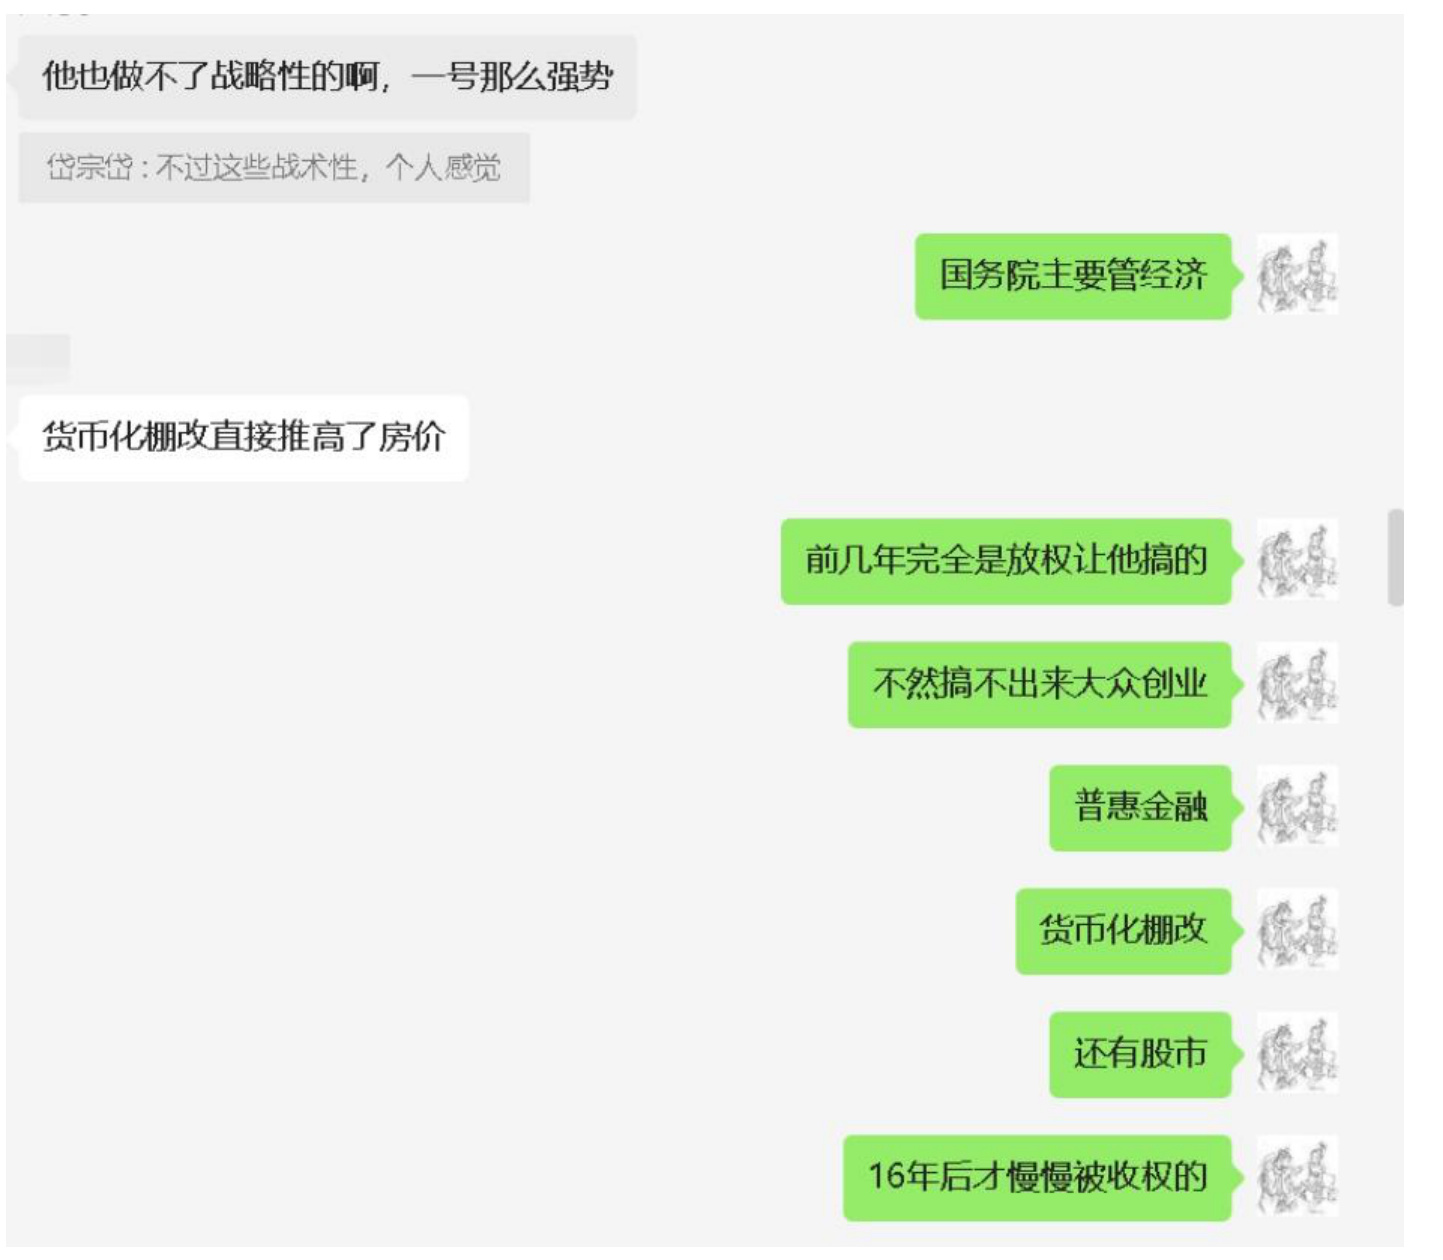 他也做不了战略性的啊，一号那么强势
岱宗岱：不过这些战术性，个人感觉
国务院主要管经济
货币化棚改直接推高了房价
前几年完全是放权让他搞的
不然搞不出来大众创业
普惠金融
货币化棚改
还有股市
16年后才慢慢被收权的